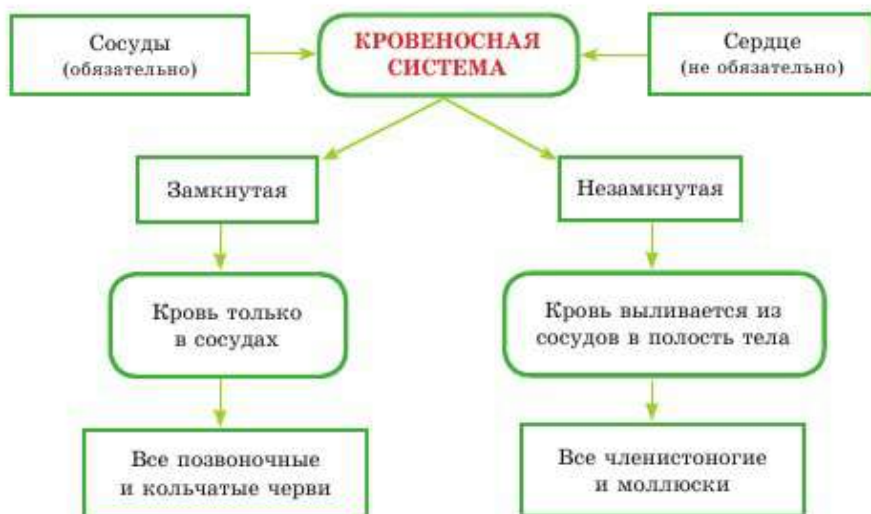 Сосуды
(обязательно)
КРОВЕНОСНАЯ
СИСТЕМА
Сердце
(не обязательно)
Замкнутая
Незамкнутая
Кровь только
в сосудах
Кровь выливается из
сосудов в полость тела
Все позвоночные
и кольчатые черви
Все членистоногие
и моллюски